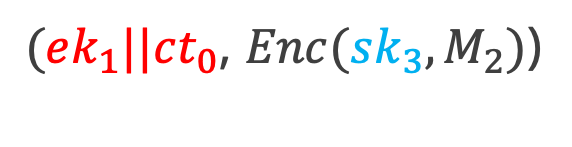 (ek₁||ct₀, Enc(sk₃, M₂))